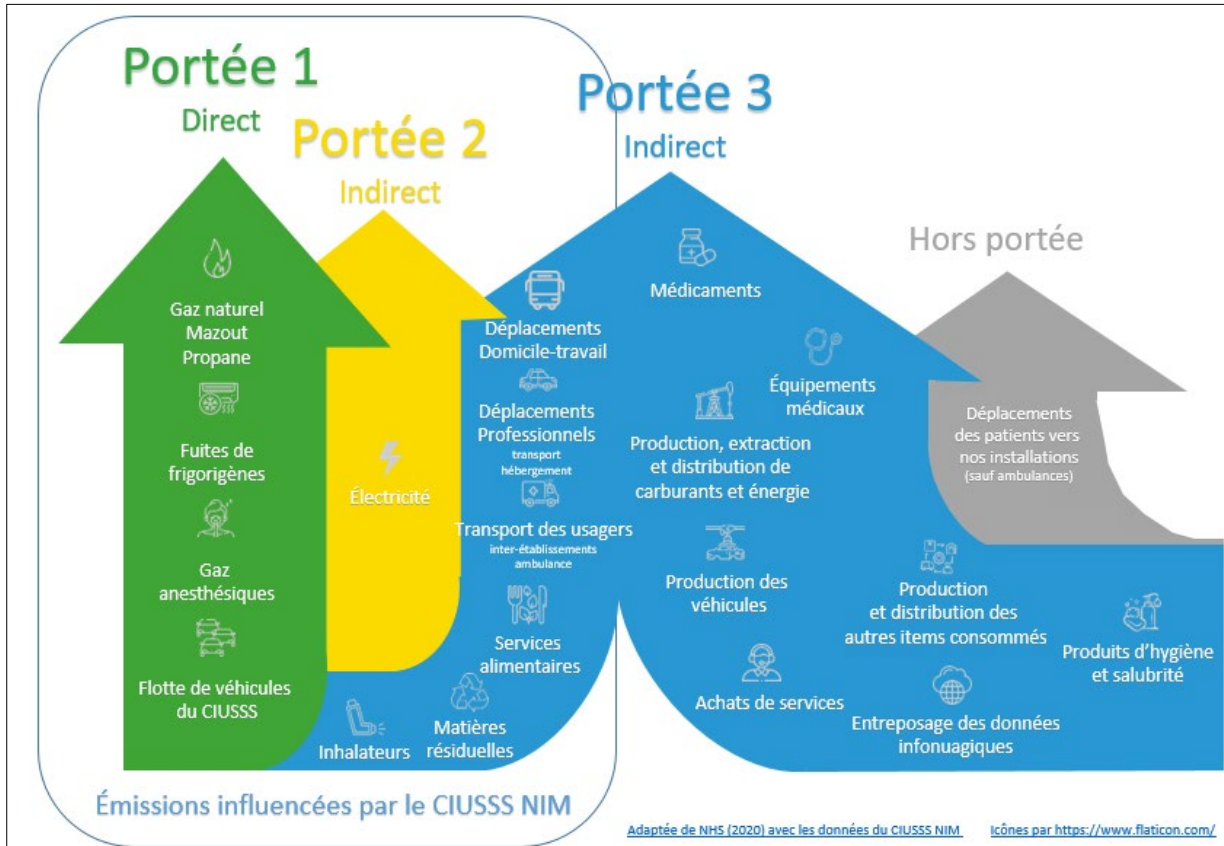 Portée 1
Direct
Gaz naturel
Mazout
Propane
Fuites de
frigorigènes
Gaz
anesthésiques
Flotte de véhicules
du CIUSSS
Portée 2
Indirect
Électricité
Portée 3
Indirect
Déplacements
Domicile-travail
Déplacements
Professionnels
transport
hébergement
Transport des usagers
inter-établissements
ambulance
Services
alimentaires
Matières
résiduelles
Inhalateurs
Médicaments
Équipements
médicaux
Production, extraction
et distribution de
carburants et énergie
Production des
véhicules
Achats de services
Production
et distribution des
autres items consommés
Entreposage des données
infonuagiques
Produits d'hygiène
et salubrité
Hors portée
Déplacements
des patients vers
nos installations
(sauf ambulances)
Émissions influencées par le CIUSSS NIM
Adaptée de NHS (2020) avec les données du CIUSSS NIM
Icônes par https://www.flaticon.com/